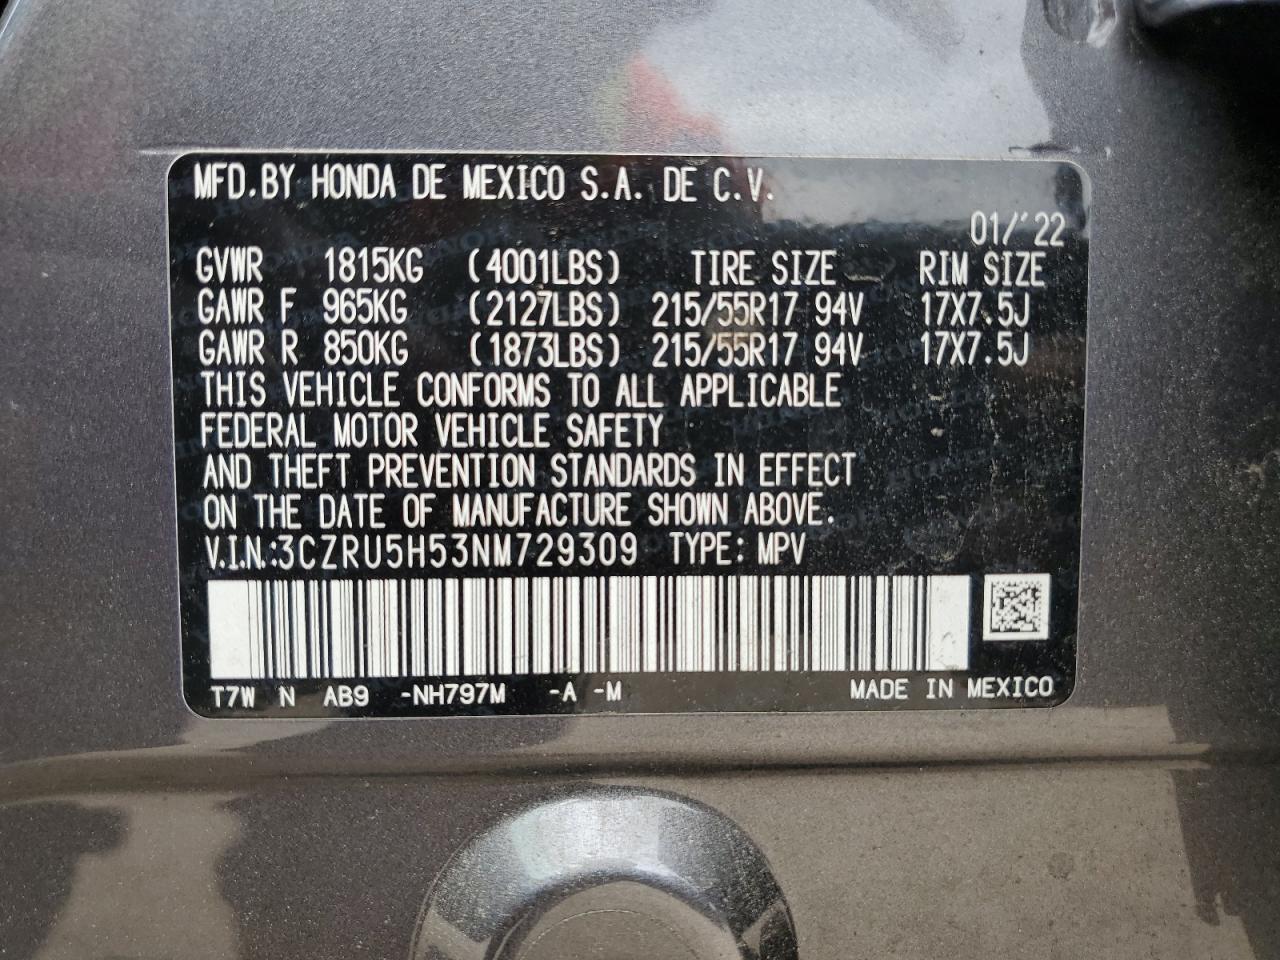 MFD.BY HONDA DE MEXICO S.A. DE C.V.
01/'22
GVWR 1815KG (4001LBS) TIRE SIZE RIM SIZE
GAWR F 965KG (2127LBS) 215/55R17 94V 17X7.5J
GAWR R 850KG (1873LBS) 215/55R17 94V 17X7.5J
THIS VEHICLE CONFORMS TO ALL APPLICABLE
FEDERAL MOTOR VEHICLE SAFETY
AND THEFT PREVENTION STANDARDS IN EFFECT
ON THE DATE OF MANUFACTURE SHOWN ABOVE.
V.I.N.:3CZRU5H53NM729309 TYPE: MPV
T7W N AB9 -NH797M -A -M MADE IN MEXICO